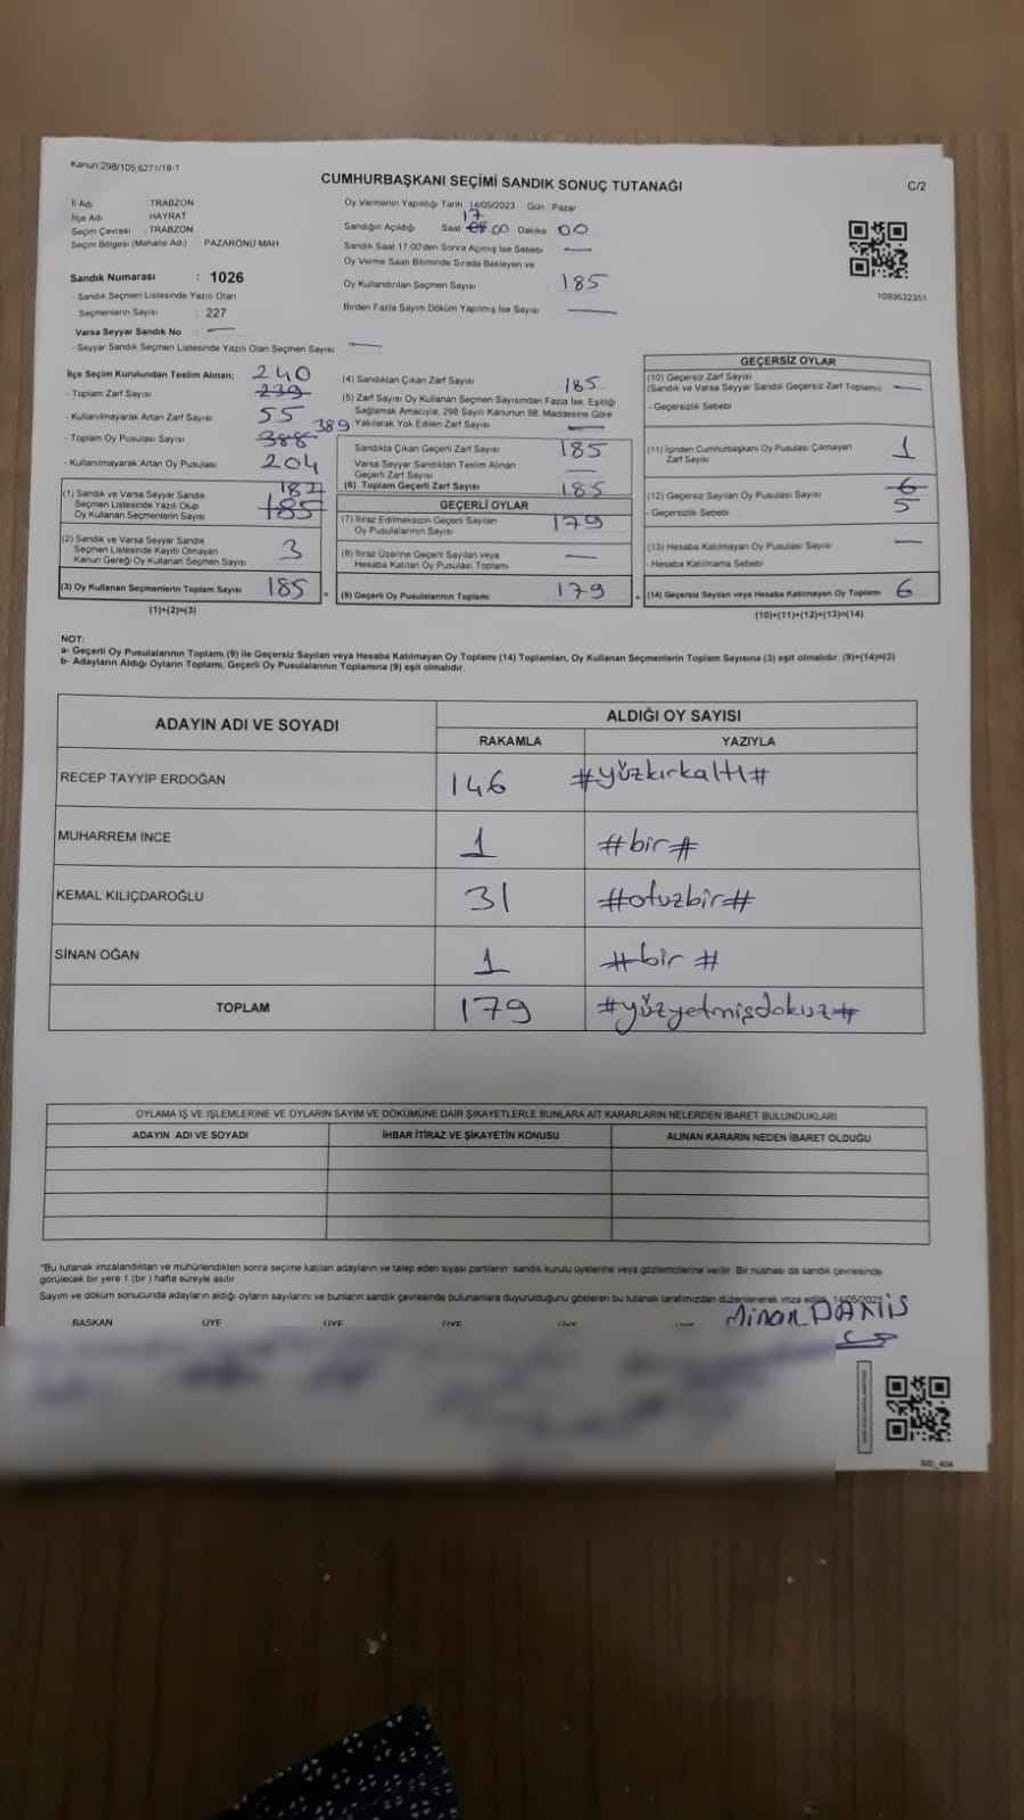 Kanun:298/105,6271/19-1
CUMHURBAŞKANI SEÇİMİ SANDIK SONUÇ TUTANAĞI
C/2
İl Adı TRABZON
İlçe Adı HAYRAT
Seçim Çevresi : TRABZON
Seçim Bölgesi (Mahalle Adı) PAZARÖNÜ MAH
Sandık Numarası : 1026
- Sandık Seçmen Listesinde Yazılı Olan
Seçmenlerin Sayısı : 227
Varsa Seyyar Sandık No : —
- Seyyar Sandık Seçmen Listesinde Yazılı Olan Seçmen Sayısı —
Oy Vermenin Yapıldığı Tarih 14/05/2023 Gün Pazar
17
Sandığın Açıldığı Saat 00 Dakika 00
Sandık Saat 17.00'den Sonra Açılmış İse Sebebi —
Oy Verme Saati Bitiminde Sırada Bekleyen ve
Oy Kullandırılan Seçmen Sayısı 185
Birden Fazla Sayım Döküm Yapılmış İse Sayısı —
1093632351
İlçe Seçim Kurulundan Teslim Alınan: 240
- Toplam Zarf Sayısı 239
- Kullanılmayarak Artan Zarf Sayısı 55
- Toplam Oy Pusulası Sayısı 388 389
- Kullanılmayarak Artan Oy Pusulası 204
(1) Sandık ve Varsa Seyyar Sandık 182
Seçmen Listesinde Yazılı Olup
Oy Kullanan Seçmenlerin Sayısı 185
(2) Sandık ve Varsa Seyyar Sandık
Seçmen Listesinde Kayıtlı Olmayan
Kanun Gereği Oy Kullanan Seçmen Sayısı 3
(3) Oy Kullanan Seçmenlerin Toplam Sayısı 185
(1)+(2)=(3)
(4) Sandıktan Çıkan Zarf Sayısı 185
(5) Zarf Sayısı Oy Kullanan Seçmen Sayısından Fazla İse, Eşitliği
Sağlamak Amacıyla, 298 Sayılı Kanunun 98. Maddesine Göre
Yakılarak Yok Edilen Zarf Sayısı —
Sandıkta Çıkan Geçerli Zarf Sayısı 185
Varsa Seyyar Sandıktan Teslim Alınan
Geçerli Zarf Sayısı —
(6) Toplam Geçerli Zarf Sayısı 185
GEÇERLİ OYLAR
(7) İtiraz Edilmeksizin Geçerli Sayılan
Oy Pusulalarının Sayısı 179
(8) İtiraz Üzerine Geçerli Sayılan veya
Hesaba Katılan Oy Pusulası Toplamı —
(9) Geçerli Oy Pusulalarının Toplamı 179
GEÇERSİZ OYLAR
(10) Geçersiz Zarf Sayısı
(Sandık ve Varsa Seyyar Sandık Geçersiz Zarf Toplamı) —
- Geçersizlik Sebebi
(11) İçinden Cumhurbaşkanı Oy Pusulası Çıkmayan
Zarf Sayısı 1
(12) Geçersiz Sayılan Oy Pusulası Sayısı 6
- Geçersizlik Sebebi 5
(13) Hesaba Katılmayan Oy Pusulası Sayısı —
- Hesaba Katılmama Sebebi
(14) Geçersiz Sayılan veya Hesaba Katılmayan Oy Toplamı 6
(10)+(11)+(12)+(13)=(14)
NOT:
a- Geçerli Oy Pusulalarının Toplamı (9) ile Geçersiz Sayılan veya Hesaba Katılmayan Oy Toplamı (14) Toplamları, Oy Kullanan Seçmenlerin Toplam Sayısına (3) eşit olmalıdır. (9)+(14)=(3)
b- Adayların Aldığı Oyların Toplamı, Geçerli Oy Pusulalarının Toplamına (9) eşit olmalıdır.
ADAYIN ADI VE SOYADI ALDIĞI OY SAYISI
RAKAMLA YAZIYLA
RECEP TAYYİP ERDOĞAN 146 #yüzkırkaltı#
MUHARREM İNCE 1 #bir#
KEMAL KILIÇDAROĞLU 31 #otuzbir#
SİNAN OĞAN 1 #bir#
TOPLAM 179 #yüzyetmişdokuz#
OYLAMA İŞ VE İŞLEMLERİNE VE OYLARIN SAYIM VE DÖKÜMÜNE DAİR ŞİKAYETLERLE BUNLARA AİT KARARLARIN NELERDEN İBARET BULUNDUKLARI
ADAYIN ADI VE SOYADI İHBAR İTİRAZ VE ŞİKAYETİN KONUSU ALINAN KARARIN NEDEN İBARET OLDUĞU
*Bu tutanak imzalandıktan ve mühürlendikten sonra seçime katılan adayların ve talep eden siyasi partilerin sandık kurulu üyelerine veya gözlemcilerine verilir. Bir nüshası da sandık çevresinde
görülecek bir yere 1 (bir) hafta süreyle asılır.
Sayım ve döküm sonucunda adayların aldığı oyların sayılarını ve bunların sandık çevresinde bulunanlara duyurulduğunu gösteren bu tutanak tarafımızdan düzenlenerek imza edildi. 14/05/2023
BAŞKAN ÜYE ÜYE ÜYE ÜYE